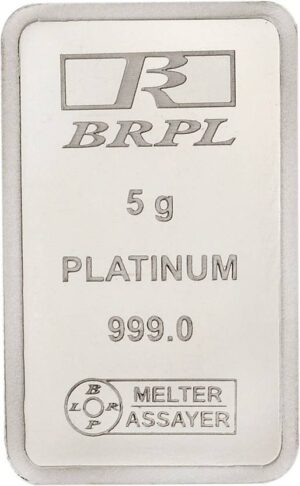 BRPL
5 g
PLATINUM
999.0
B
L R
P
MELTER
ASSAYER